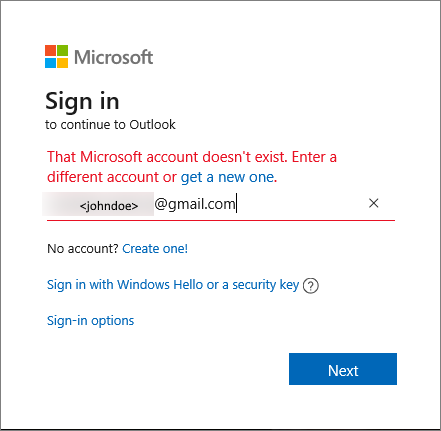 Microsoft
Sign in
to continue to Outlook
That Microsoft account doesn't exist. Enter a
different account or get a new one.
<johndoe> @gmail.com
No account? Create one!
Sign in with Windows Hello or a security key
Sign-in options
Next